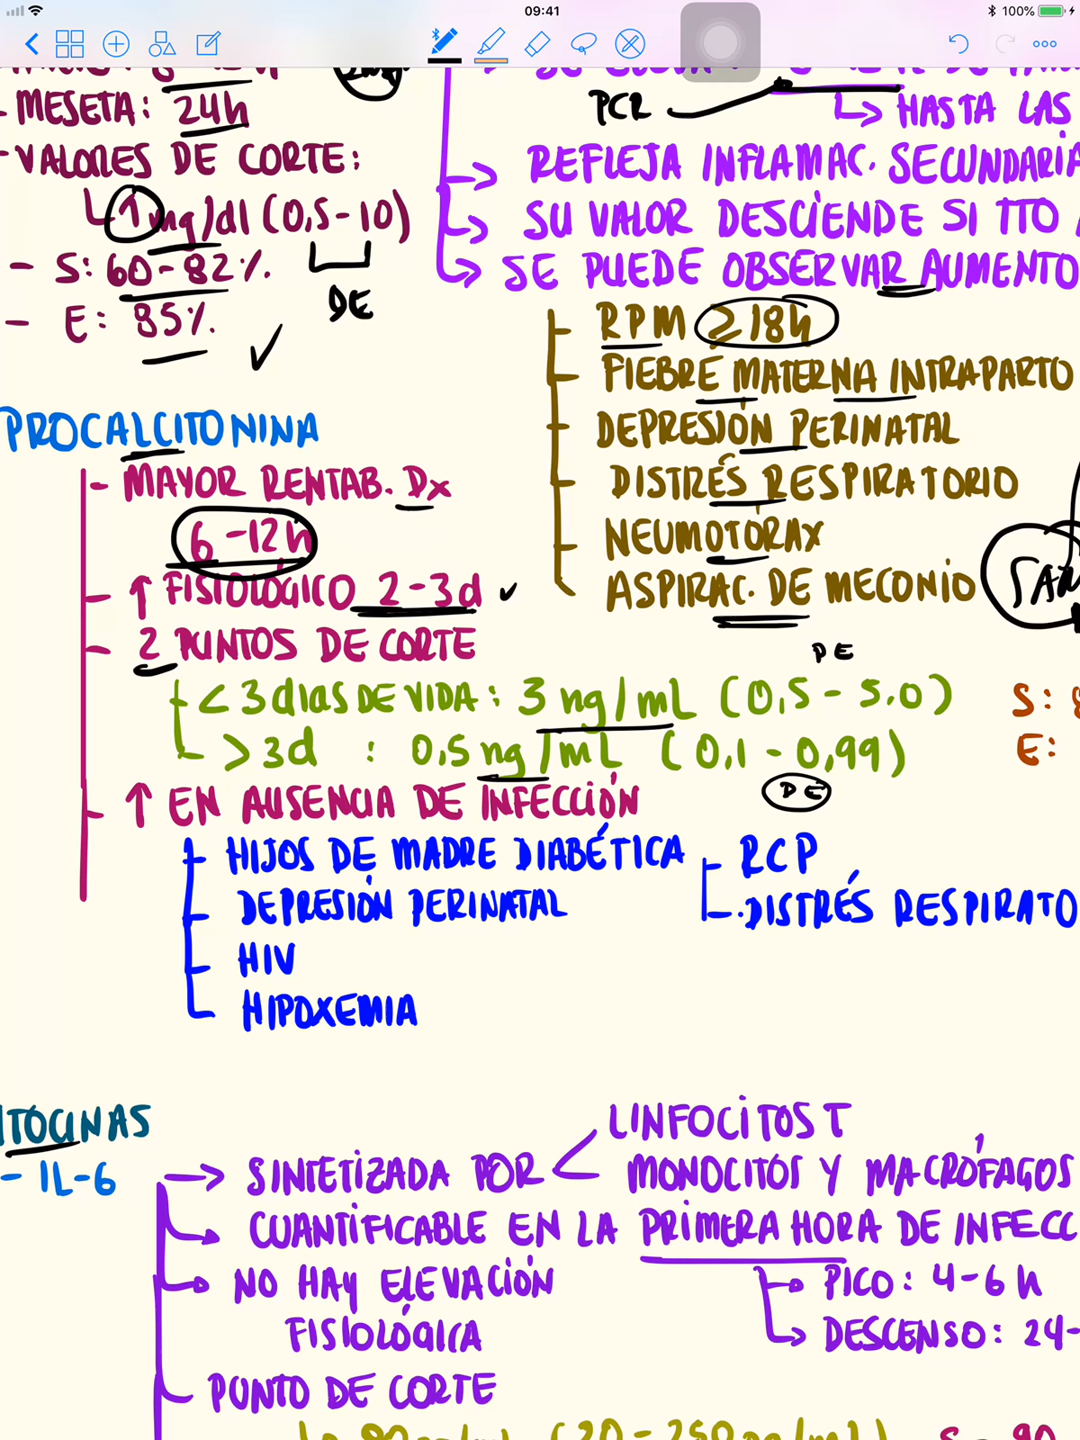 09:41
100%
- MESETA: 24h
- VALORES DE CORTE:
↑ mg/dl (0,5-10)
DE
- S: 60-82%
- E: 85%
PCR
HASTA LAS
REFLEJA INFLAMAC. SECUNDARIA
SU VALOR DESCIENDE SI TTO
SE PUEDE OBSERVAR AUMENTO
RPM ≥18h
FIEBRE MATERNA INTRAPARTO
DEPRESIÓN PERINATAL
DISTRÉS RESPIRATORIO
NEUMOTÓRAX
ASPIRAC. DE MECONIO
PROCALCITONINA
- MAYOR RENTAB. Dx
6-12h
- ↑ FISIOLÓGICO 2-3d
- 2 PUNTOS DE CORTE
DE
< 3 dIAS DE VIDA: 3 ng/mL (0,5-5.0)
> 3d : 0,5 ng/mL (0,1-0,99)
DE
S:
E:
- ↑ EN AUSENCIA DE INFECCIÓN
HIJOS DE MADRE DIABÉTICA
DEPRESIÓN PERINATAL
HIV
HIPOXEMIA
RCP
DISTRÉS RESPIRATO
ITOCINAS
- IL-6
→ SINTETIZADA POR
LINFOCITOS T
MONOCITOS Y MACRÓFAGOS
CUANTIFICABLE EN LA PRIMERA HORA DE INFECC
PICO: 4-6 h
DESCENSO: 24-
NO HAY ELEVACIÓN
FISIOLÓGICA
PUNTO DE CORTE